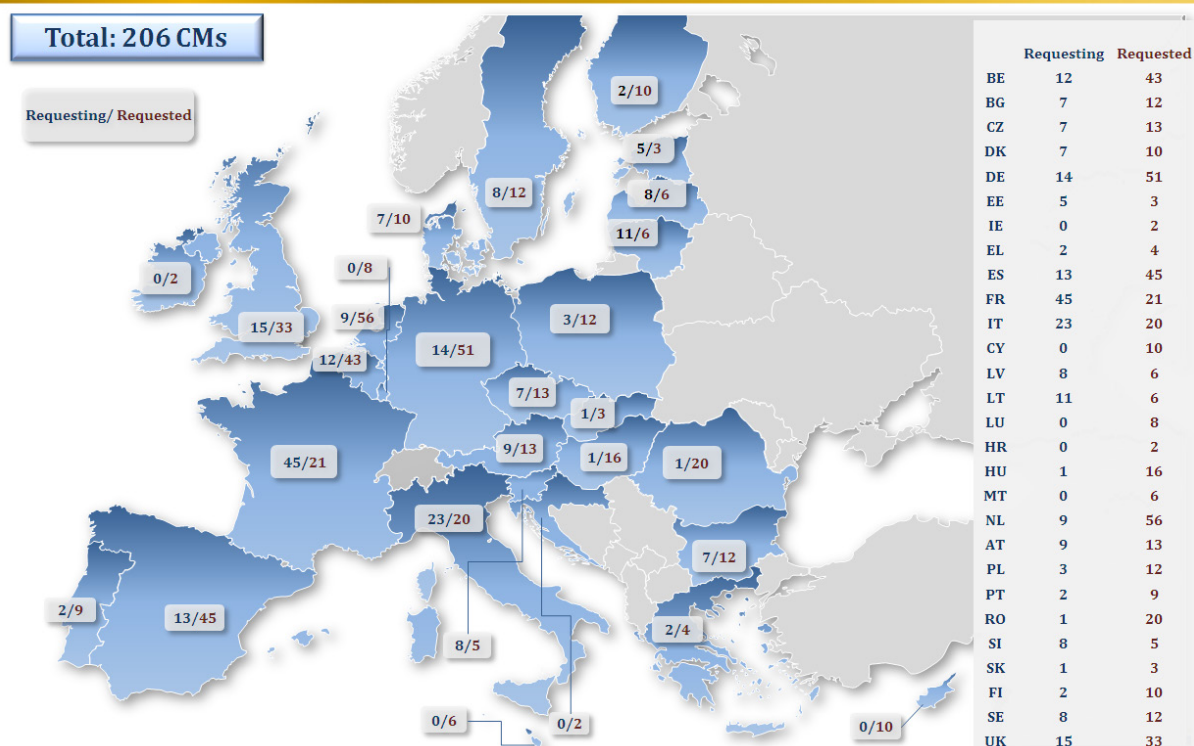 Total: 206 CMs
Requesting/ Requested
2/10
5/3
8/6
8/12
7/10
11/6
0/8
0/2
9/56
15/33
3/12
14/51
12/43
7/13
1/3
9/13
1/16
1/20
45/21
23/20
7/12
2/9
13/45
2/4
8/5
0/6
0/2
0/10
Requesting Requested
BE 12 43
BG 7 12
CZ 7 13
DK 7 10
DE 14 51
EE 5 3
IE 0 2
EL 2 4
ES 13 45
FR 45 21
IT 23 20
CY 0 10
LV 8 6
LT 11 6
LU 0 8
HR 0 2
HU 1 16
MT 0 6
NL 9 56
AT 9 13
PL 3 12
PT 2 9
RO 1 20
SI 8 5
SK 1 3
FI 2 10
SE 8 12
UK 15 33